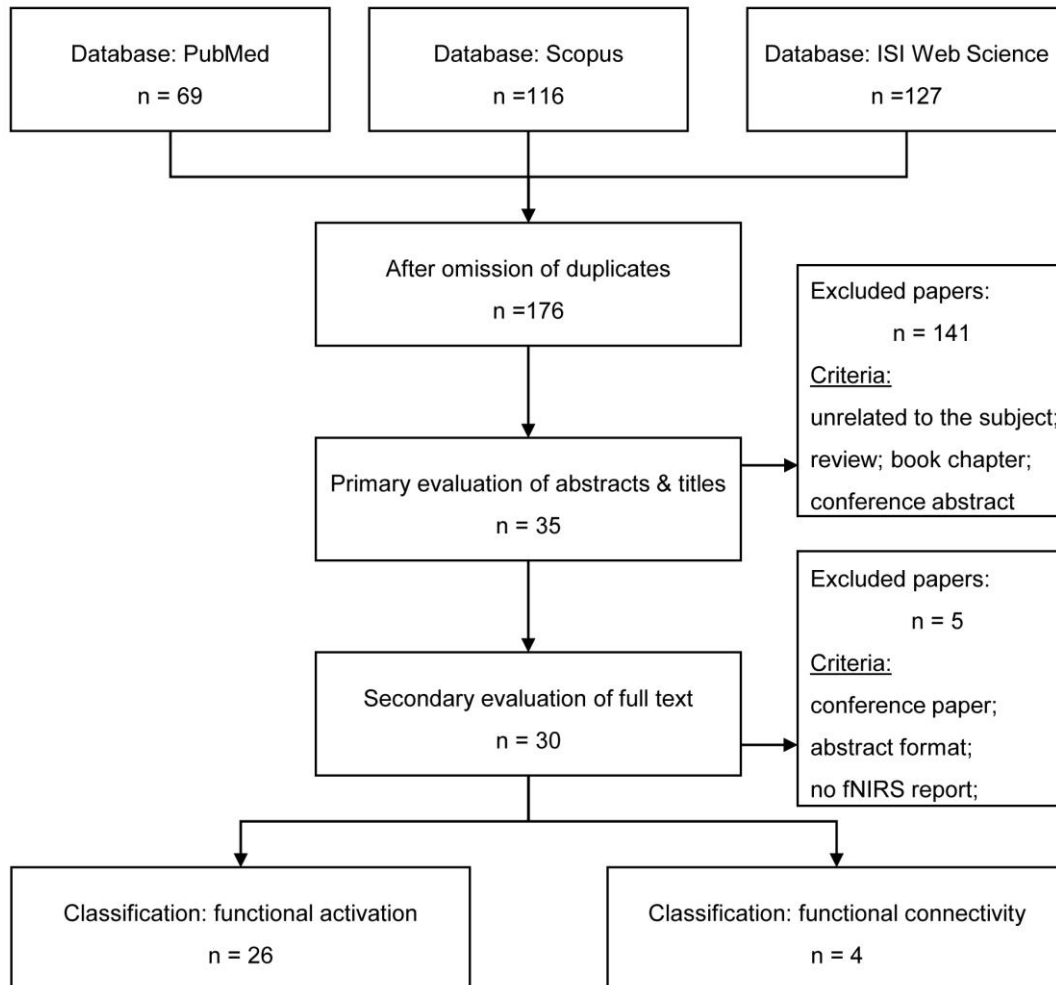 Database: PubMed
n = 69
Database: Scopus
n =116
Database: ISI Web Science
n =127
After omission of duplicates
n =176
Excluded papers:
n = 141
Criteria:
unrelated to the subject;
review; book chapter;
conference abstract
Primary evaluation of abstracts & titles
n = 35
Excluded papers:
n = 5
Criteria:
conference paper;
abstract format;
no fNIRS report;
Secondary evaluation of full text
n = 30
Classification: functional activation
n = 26
Classification: functional connectivity
n = 4